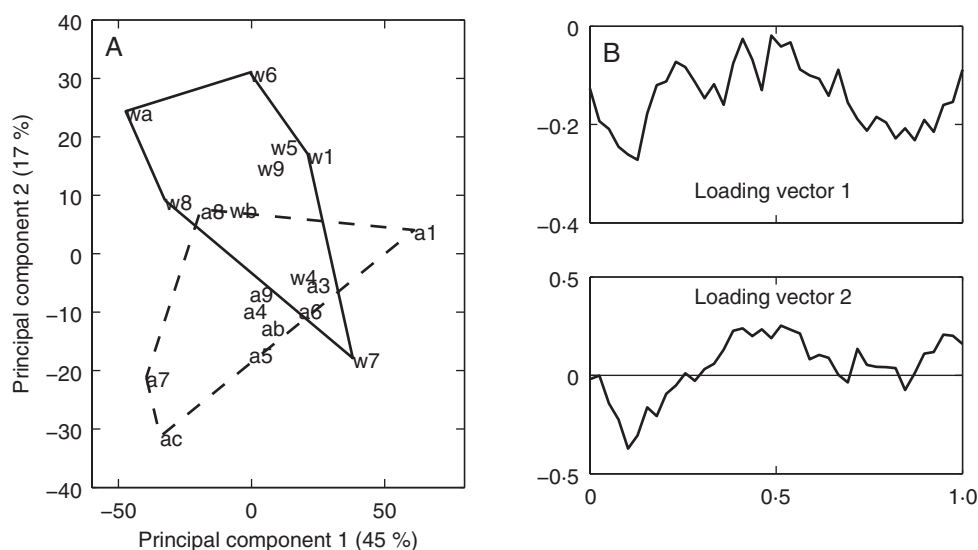 A
40
30
20
10
0
−10
−20
−30
−40
Principal component 2 (17 %)
w6
wa
w5
w1
w9
w8
a8
wb
a1
w4
a3
a9
a4
a6
ab
a5
w7
a7
ac
−50
0
50
Principal component 1 (45 %)
B
0
−0.2
−0.4
Loading vector 1
0·5
0
−0.5
Loading vector 2
0
0·5
1·0